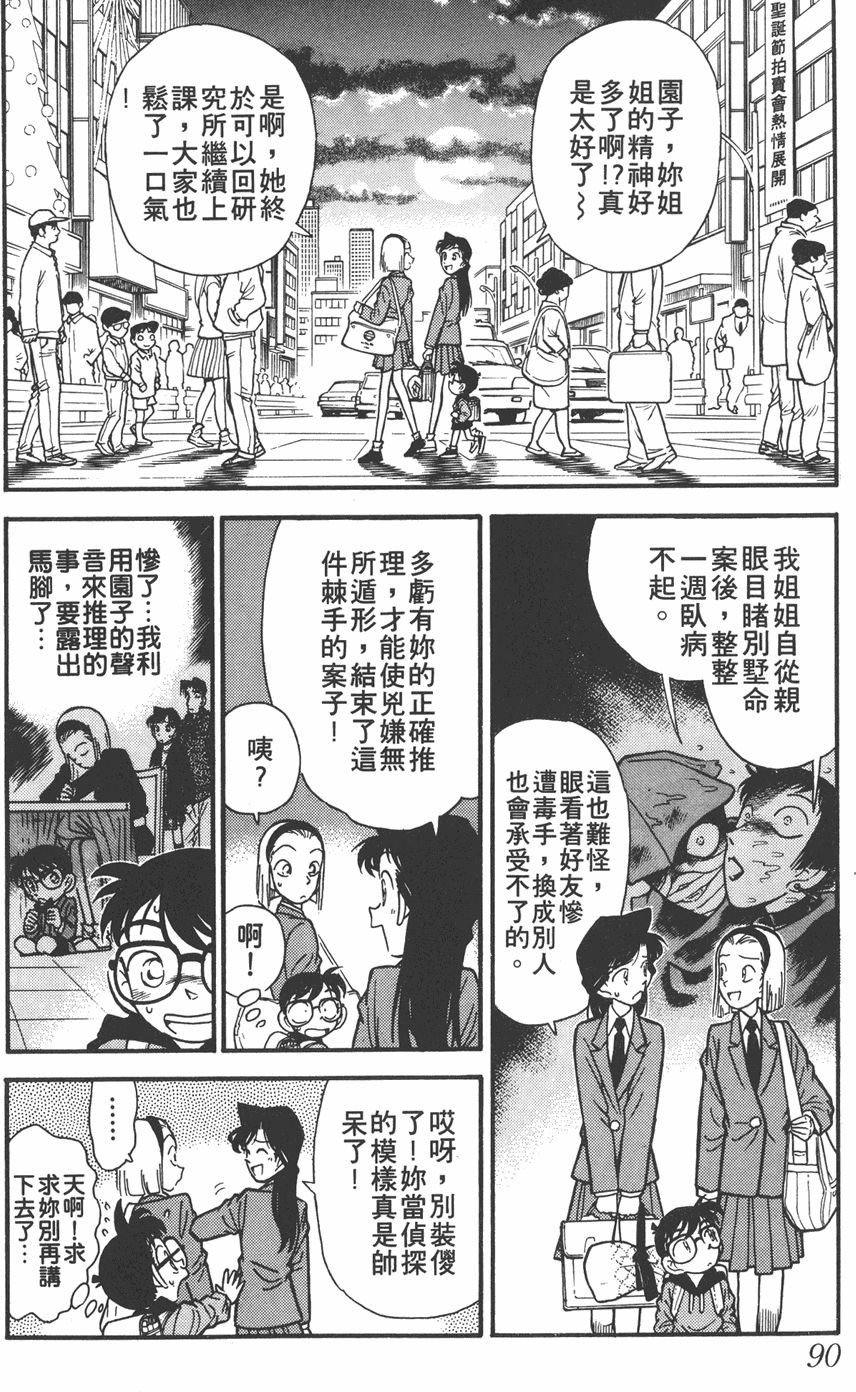 聖誕節拍賣會熱情展開
園子，妳姐
姐的精神好
多了啊!?真
是太好了～
是啊，她終
於可以回研
究所繼續上
課，大家也
鬆了一口氣
！
我姐姐自從親
眼目睹別墅命
案後，整整
一週臥病
不起。
這也難怪，
眼看著好友慘
遭毒手，換成別人
也會承受不了的。
多虧有妳的正確推
理，才能使兇嫌無
所遁形，結束了這
件棘手的案子！
咦？
啊！
慘了…我利
用園子的聲
音來推理的
事，要露出
馬腳了…
哎呀，別裝傻
了！妳當偵探
的模樣真是帥
呆了！
……
天啊！求
求妳別再講
下去了…
90